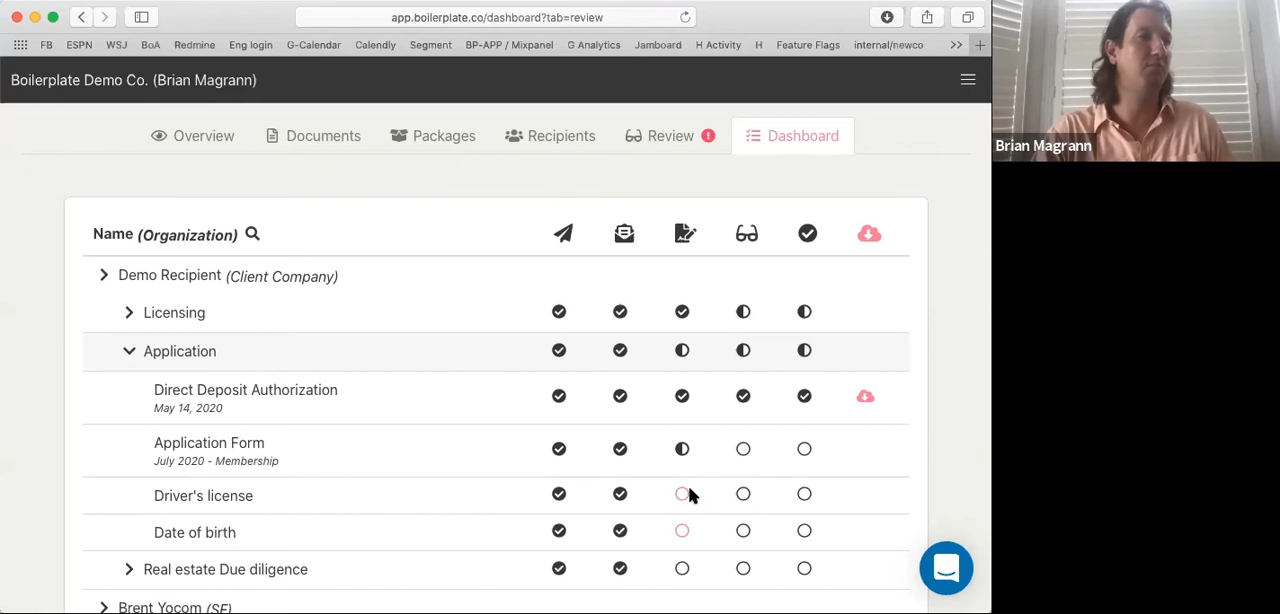 app.boilerplate.co/dashboard?tab=review
FB ESPN WSJ BoA Redmine Eng login G-Calendar Calendly Segment BP-APP / Mixpanel G Analytics Jamboard H Activity H Feature Flags internal/newco
Boilerplate Demo Co. (Brian Magrann)
Overview Documents Packages Recipients Review Dashboard
Name (Organization)
Demo Recipient (Client Company)
Licensing
Application
Direct Deposit Authorization
May 14, 2020
Application Form
July 2020 - Membership
Driver's license
Date of birth
Real estate Due diligence
Brent Yocom (SF)
Brian Magrann